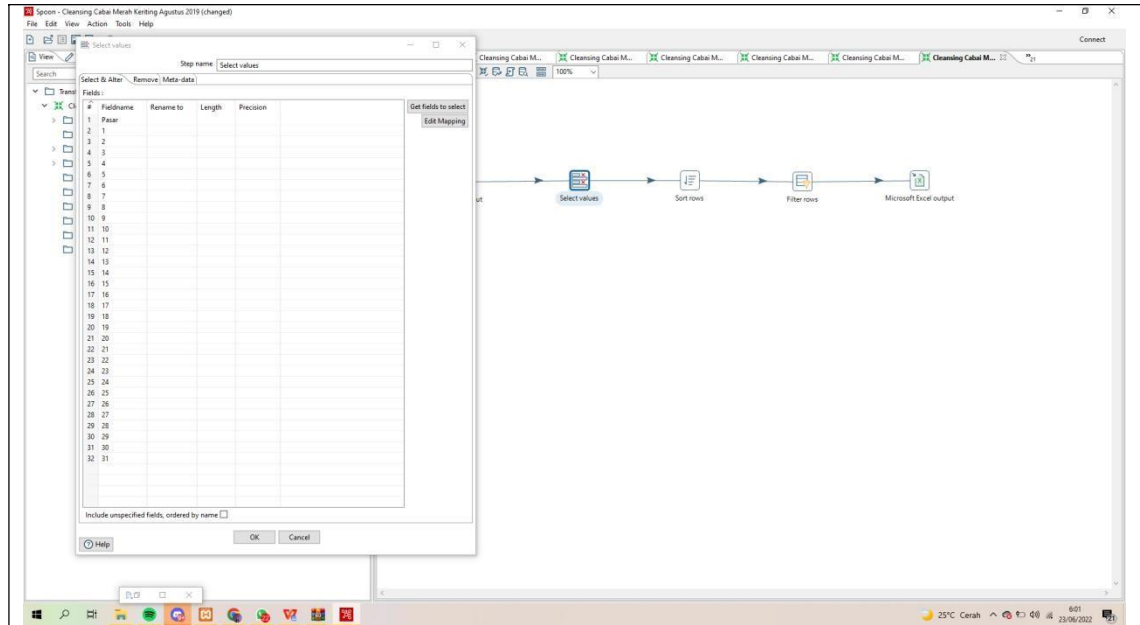 Spoon - Cleansing Cabai Merah Keriting Agustus 2019 (changed)
File Edit View Action Tools Help
Connect
View
Search
Select values
Step name Select values
Select & Alter Remove Meta-data
Fields :
# Fieldname Rename to Length Precision
1 Pasar
2 1
3 2
4 3
5 4
6 5
7 6
8 7
9 8
10 9
11 10
12 11
13 12
14 13
15 14
16 15
17 16
18 17
19 18
20 19
21 20
22 21
23 22
24 23
25 24
26 25
27 26
28 27
29 28
30 29
31 30
32 31
Get fields to select
Edit Mapping
Include unspecified fields, ordered by name
OK Cancel
Help
Cleansing Cabai M... Cleansing Cabai M... Cleansing Cabai M... Cleansing Cabai M... Cleansing Cabai M... Cleansing Cabai M... »21
100%
ut Select values Sort rows Filter rows Microsoft Excel output
25°C Cerah
6:01
23/06/2022